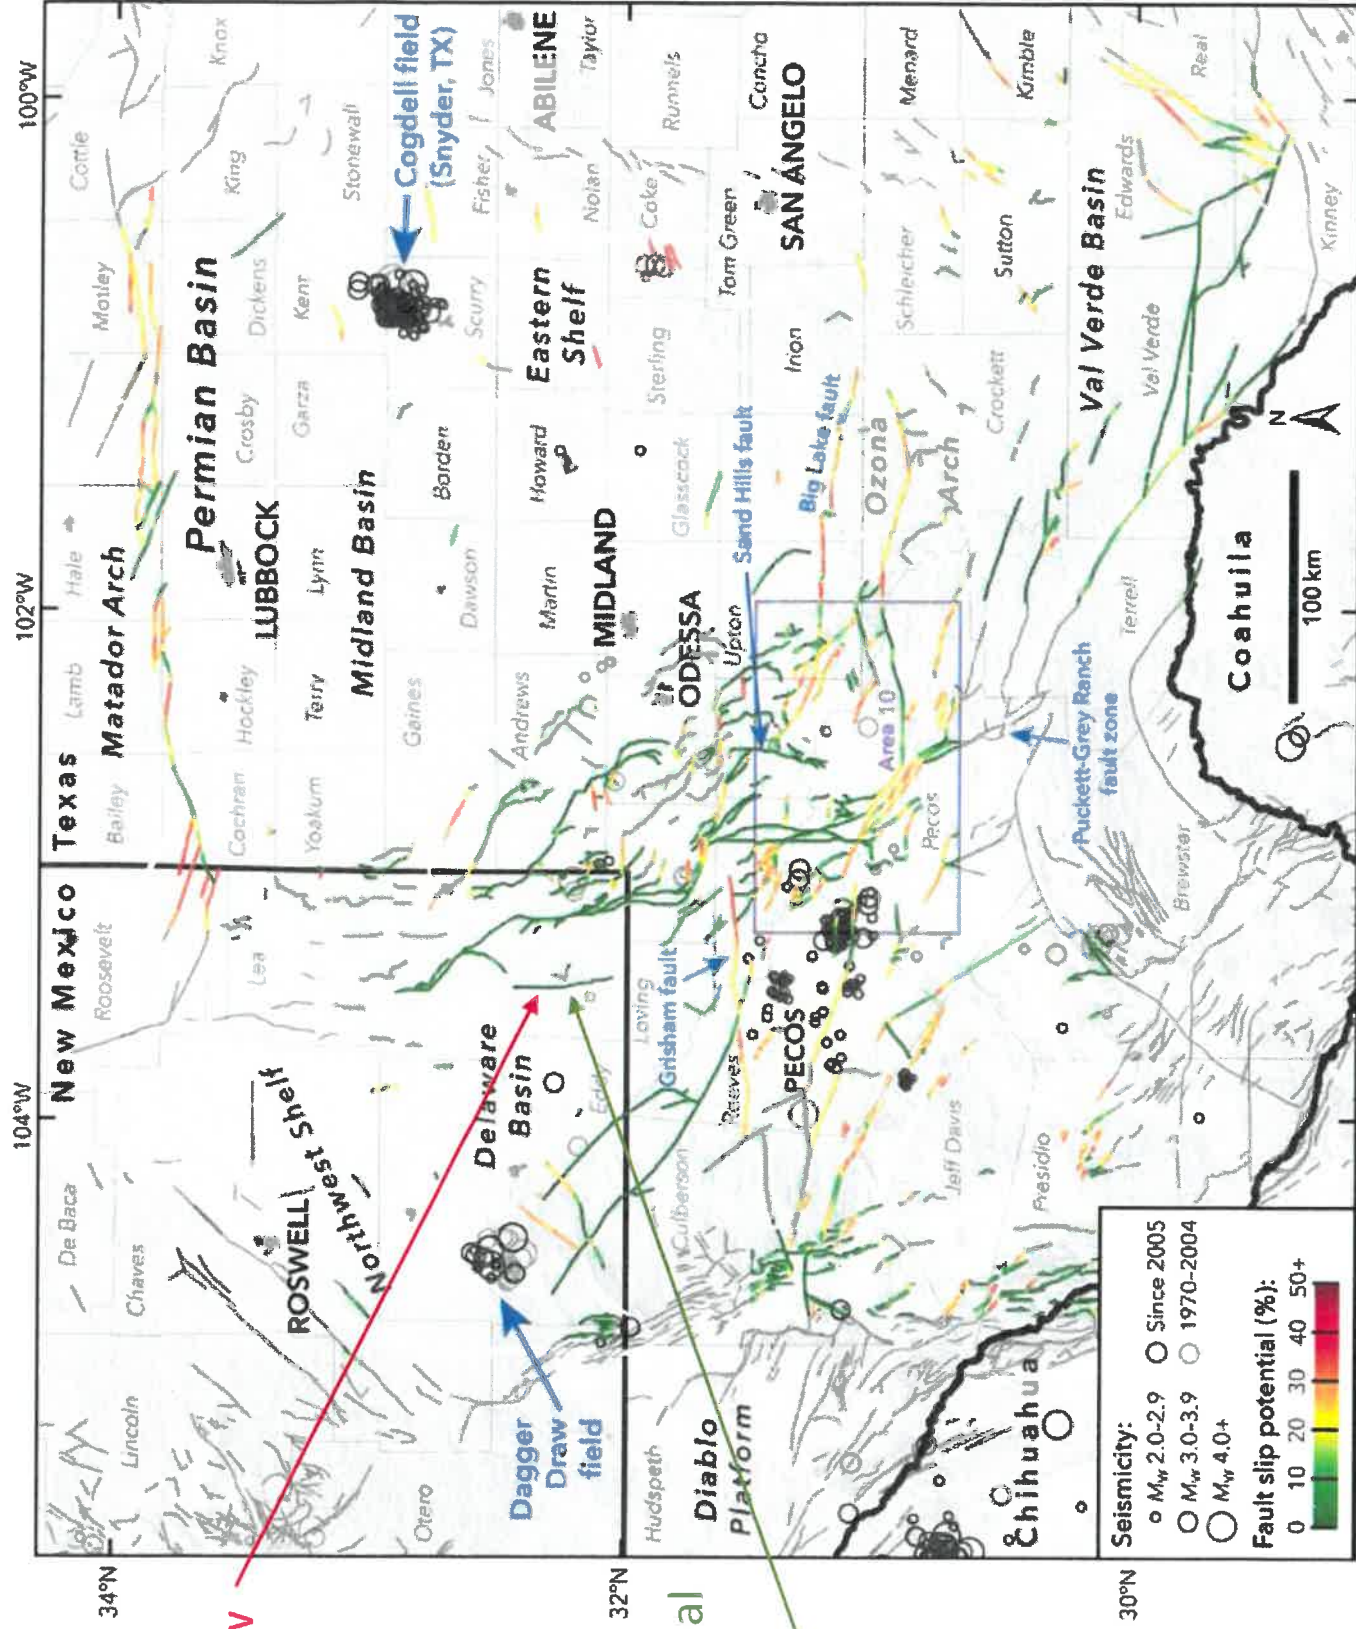 100°W
102°W
104°W
34°N
32°N
30°N
New Mexico
Texas
Roosevelt
Bailey
Lamb
Hale
Motley
Cottle
De Baca
Chaves
Lincoln
Otero
Lea
Cochran
Hockley
Crosby
Dickens
King
Knox
Yoakum
Terry
Lynn
Garza
Kent
Stonewall
Gaines
Dawson
Borden
Scurry
Fisher
Jones
Andrews
Martin
Howard
Nolan
Taylor
Eddy
Loving
Glasscock
Sterling
Coke
Runnels
Culberson
Hudspeth
Reeves
Upton
Irion
Tom Green
Concho
Jeff Davis
Pecos
Crockett
Schleicher
Menard
Presidio
Brewster
Terrell
Sutton
Kimble
Val Verde
Edwards
Real
Kinney
Matador Arch
Permian Basin
LUBBOCK
Midland Basin
Northwest Shelf
ROSWELL
Delaware
Basin
Eastern
Shelf
ABILENE
MIDLAND
ODESSA
SAN ANGELO
PECOS
Diablo
Platform
Ozona
Arch
Val Verde Basin
Coahuila
Chihuahua
Cogdell field
(Snyder, TX)
Dagger
Draw
field
Grisham fault
Sand Hills fault
Big Lake fault
Area 10
Puckett-Grey Ranch
fault zone
N
100 km
Seismicity:
Mw 2.0-2.9
Mw 3.0-3.9
Mw 4.0+
Since 2005
1970-2004
Fault slip potential (%):
0 10 20 30 40 50+
v
al